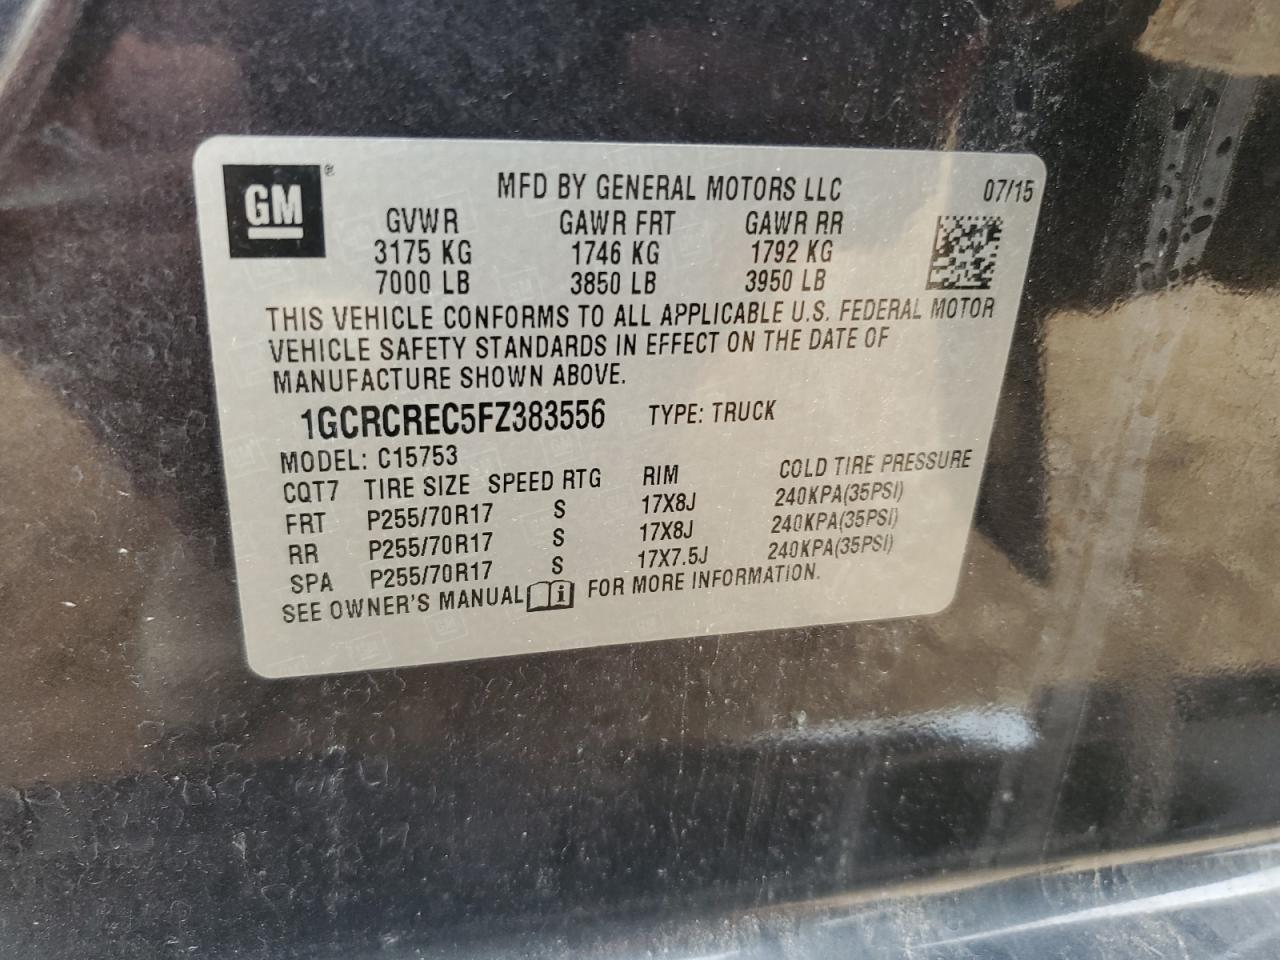 GM ®
MFD BY GENERAL MOTORS LLC 07/15
GVWR GAWR FRT GAWR RR
3175 KG 1746 KG 1792 KG
7000 LB 3850 LB 3950 LB
THIS VEHICLE CONFORMS TO ALL APPLICABLE U.S. FEDERAL MOTOR
VEHICLE SAFETY STANDARDS IN EFFECT ON THE DATE OF
MANUFACTURE SHOWN ABOVE.
1GCRCREC5FZ383556 TYPE: TRUCK
MODEL: C15753
CQT7 TIRE SIZE SPEED RTG RIM COLD TIRE PRESSURE
FRT P255/70R17 S 17X8J 240KPA(35PSI)
RR P255/70R17 S 17X8J 240KPA(35PSI)
SPA P255/70R17 S 17X7.5J 240KPA(35PSI)
SEE OWNER'S MANUAL i FOR MORE INFORMATION.